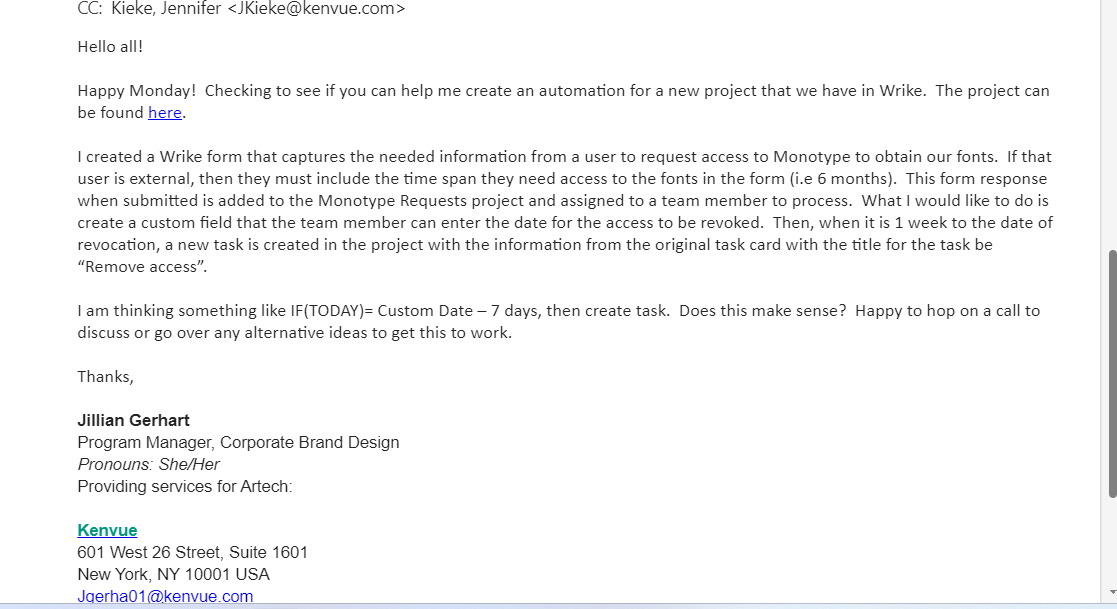 CC: Kieke, Jennifer <JKieke@kenvue.com>
Hello all!
Happy Monday!  Checking to see if you can help me create an automation for a new project that we have in Wrike.  The project can
be found here.
I created a Wrike form that captures the needed information from a user to request access to Monotype to obtain our fonts.  If that
user is external, then they must include the time span they need access to the fonts in the form (i.e 6 months).  This form response
when submitted is added to the Monotype Requests project and assigned to a team member to process.  What I would like to do is
create a custom field that the team member can enter the date for the access to be revoked.  Then, when it is 1 week to the date of
revocation, a new task is created in the project with the information from the original task card with the title for the task be
“Remove access”.
I am thinking something like IF(TODAY)= Custom Date – 7 days, then create task.  Does this make sense?  Happy to hop on a call to
discuss or go over any alternative ideas to get this to work.
Thanks,
Jillian Gerhart
Program Manager, Corporate Brand Design
Pronouns: She/Her
Providing services for Artech:
Kenvue
601 West 26 Street, Suite 1601
New York, NY 10001 USA
Jgerha01@kenvue.com